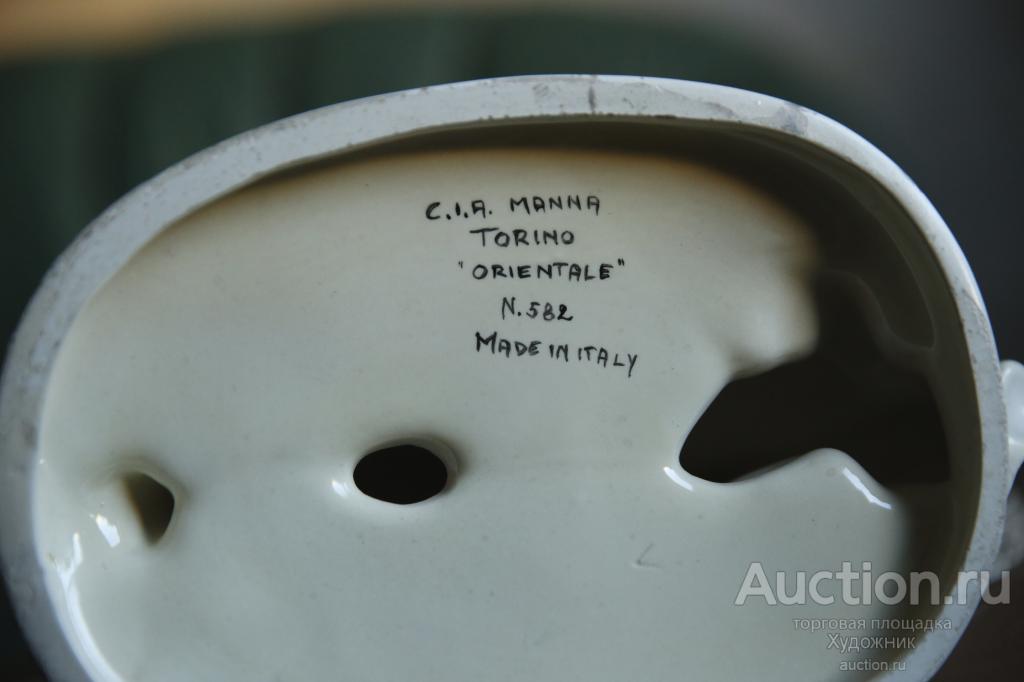 C.I.A. MANNA
TORINO
"ORIENTALE"
N.582
MADE IN ITALY
Auction.ru
торговая площадка
Художник
auction.ru